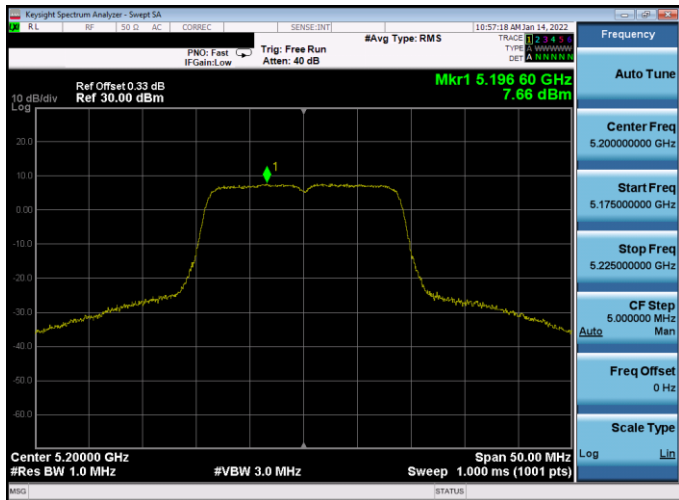 Keysight Spectrum Analyzer - Swept SA
RL RF 50 Ω AC CORREC SENSE:INT 10:57:18 AM Jan 14, 2022
Frequency
#Avg Type: RMS
TRACE 1 2 3 4 5 6
PNO: Fast Trig: Free Run
TYPE A WWWWW
IFGain:Low Atten: 40 dB
DET A N N N N N
Auto Tune
Mkr1 5.196 60 GHz
7.66 dBm
Ref Offset 0.33 dB
10 dB/div Ref 30.00 dBm
Log
Center Freq
5.200000000 GHz
20.0
1
10.0
Start Freq
5.175000000 GHz
0.00
-10.0
Stop Freq
5.225000000 GHz
-20.0
-30.0
CF Step
5.000000 MHz
Auto Man
-40.0
-50.0
Freq Offset
0 Hz
-60.0
Scale Type
Log Lin
Center 5.20000 GHz Span 50.00 MHz
#Res BW 1.0 MHz #VBW 3.0 MHz Sweep 1.000 ms (1001 pts)
MSG STATUS